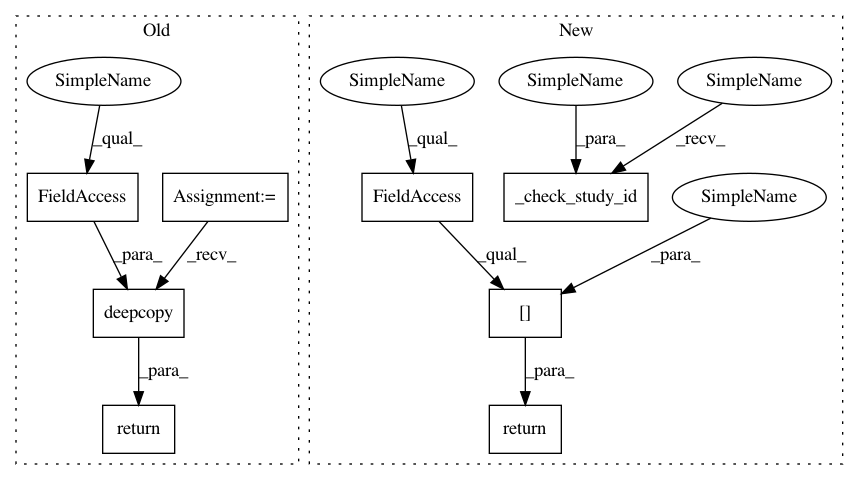 Old
New
SimpleName
SimpleName
SimpleName
SimpleName
_qual_
_qual_
_para_
_recv_
FieldAccess
Assignment:=
FieldAccess
_check_study_id
SimpleName
_para_
_recv_
_qual_
_para_
deepcopy
[]
_para_
_para_
return
return